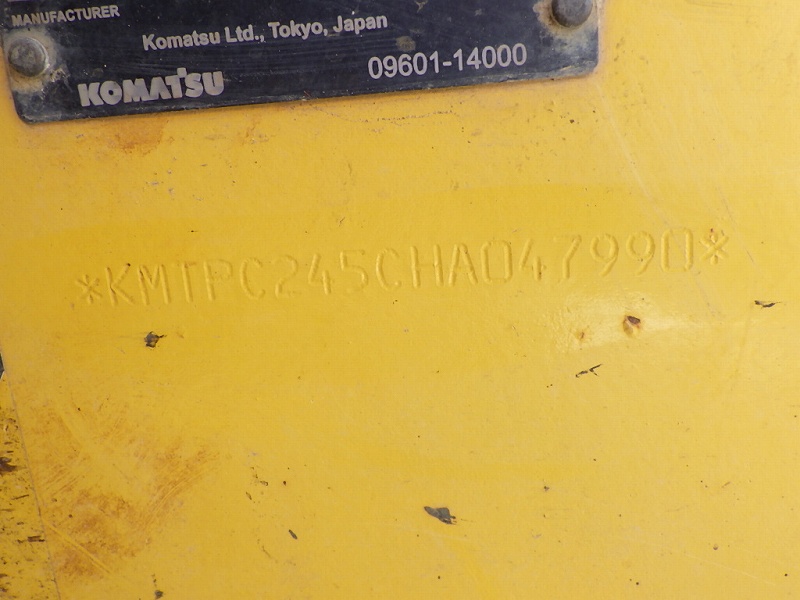 MANUFACTURER
Komatsu Ltd., Tokyo, Japan
KOMATSU 09601-14000
*KMTPC245CHA047990*